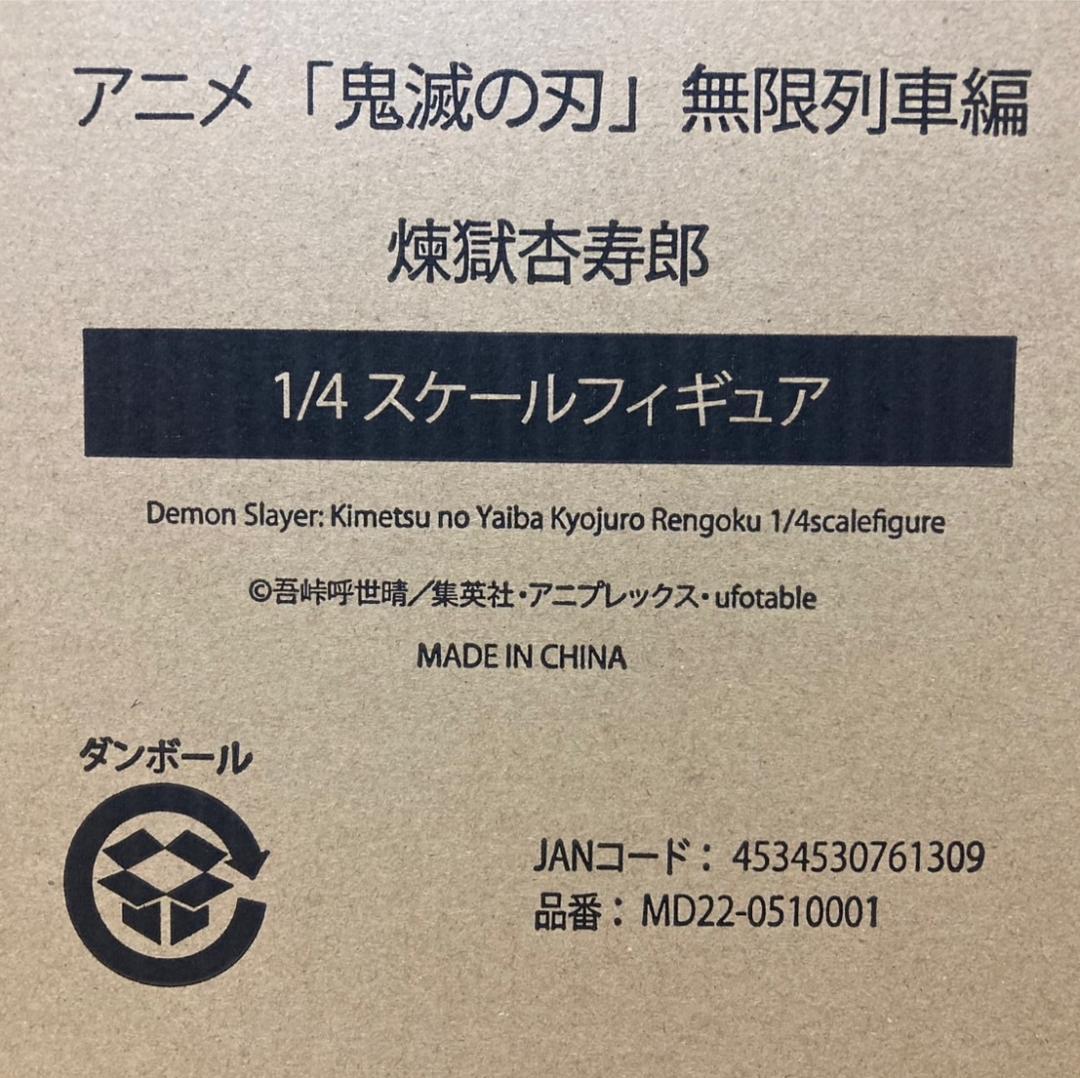 アニメ「鬼滅の刃」無限列車編
煉獄杏寿郎
1/4 スケールフィギュア
Demon Slayer: Kimetsu no Yaiba Kyojuro Rengoku 1/4scalefigure
©吾峠呼世晴／集英社・アニプレックス・ufotable
MADE IN CHINA
ダンボール
JANコード： 4534530761309
品番： MD22-0510001